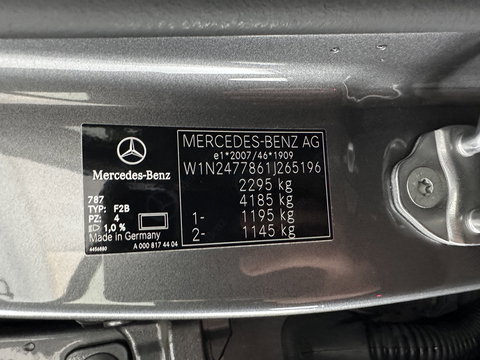 Mercedes-Benz
787
TYP: F2B
PZ: 4
1,0 %
Made in Germany
6456880
A 000 817 44 04
MERCEDES-BENZ AG
e1*2007/46*1909
W1N2477861J265196
2295 kg
4185 kg
1- 1195 kg
2- 1145 kg